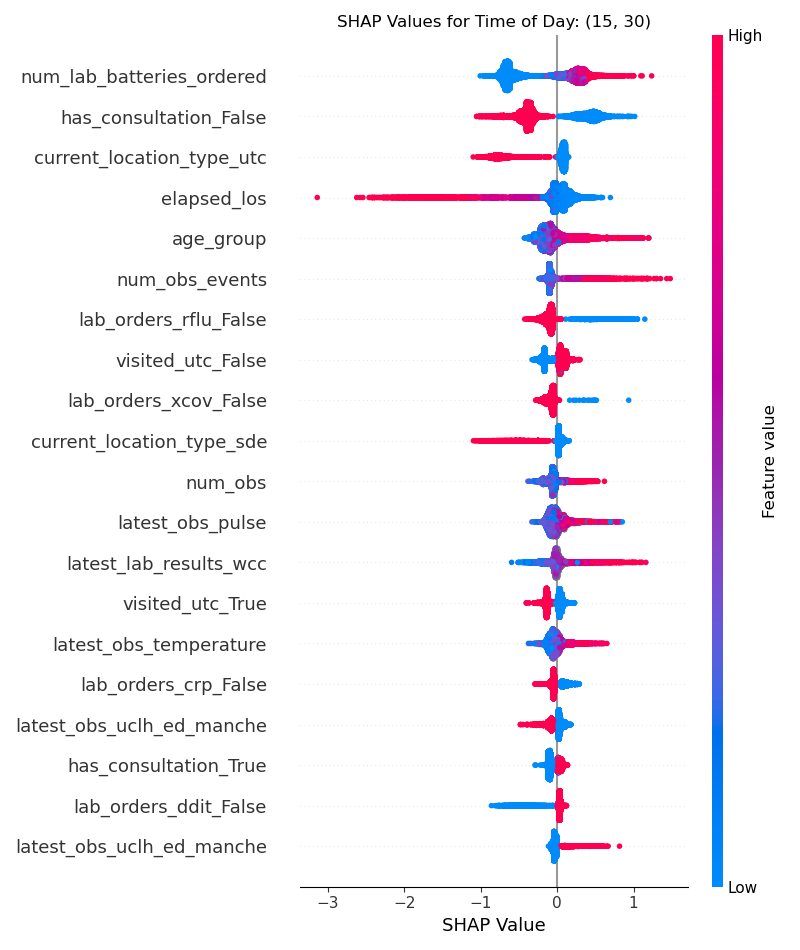 SHAP Values for Time of Day: (15, 30)
High
num_lab_batteries_ordered
has_consultation_False
current_location_type_utc
elapsed_los
age_group
num_obs_events
lab_orders_rflu_False
visited_utc_False
lab_orders_xcov_False
current_location_type_sde
num_obs
latest_obs_pulse
latest_lab_results_wcc
visited_utc_True
latest_obs_temperature
lab_orders_crp_False
latest_obs_uclh_ed_manche
has_consultation_True
lab_orders_ddit_False
latest_obs_uclh_ed_manche
Feature value
Low
−3 −2 −1 0 1
SHAP Value